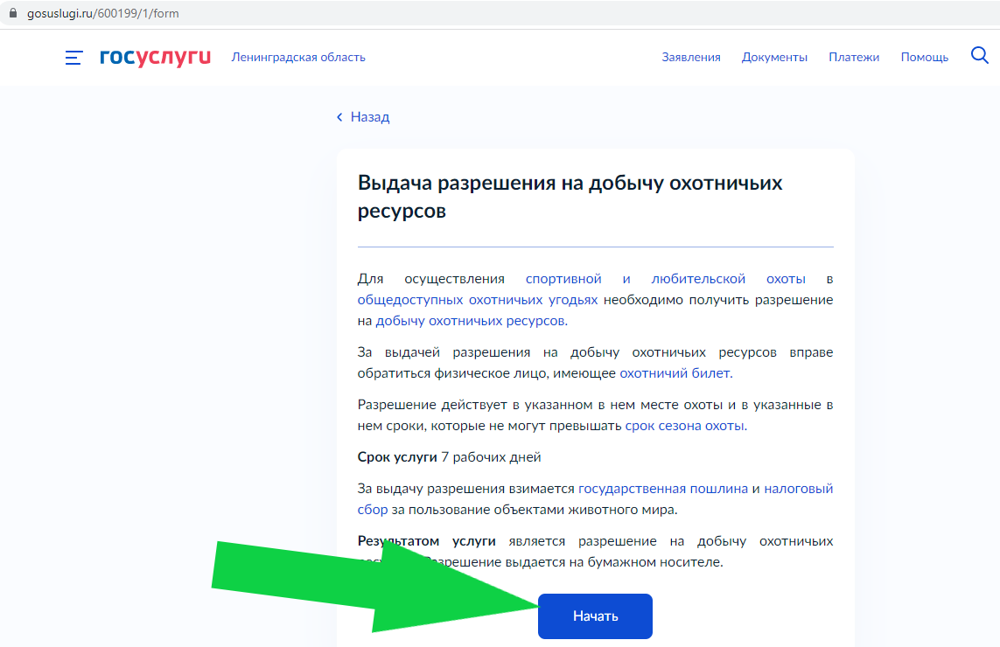 gosuslugi.ru/600199/1/form
госуслуги Ленинградская область Заявления Документы Платежи Помощь
Назад
Выдача разрешения на добычу охотничьих
ресурсов
Для осуществления спортивной и любительской охоты в
общедоступных охотничьих угодьях необходимо получить разрешение
на добычу охотничьих ресурсов.
За выдачей разрешения на добычу охотничьих ресурсов вправе
обратиться физическое лицо, имеющее охотничий билет.
Разрешение действует в указанном в нем месте охоты и в указанные в
нем сроки, которые не могут превышать срок сезона охоты.
Срок услуги 7 рабочих дней
За выдачу разрешения взимается государственная пошлина и налоговый
сбор за пользование объектами животного мира.
Результатом услуги является разрешение на добычу охотничьих
Разрешение выдается на бумажном носителе.
Начать